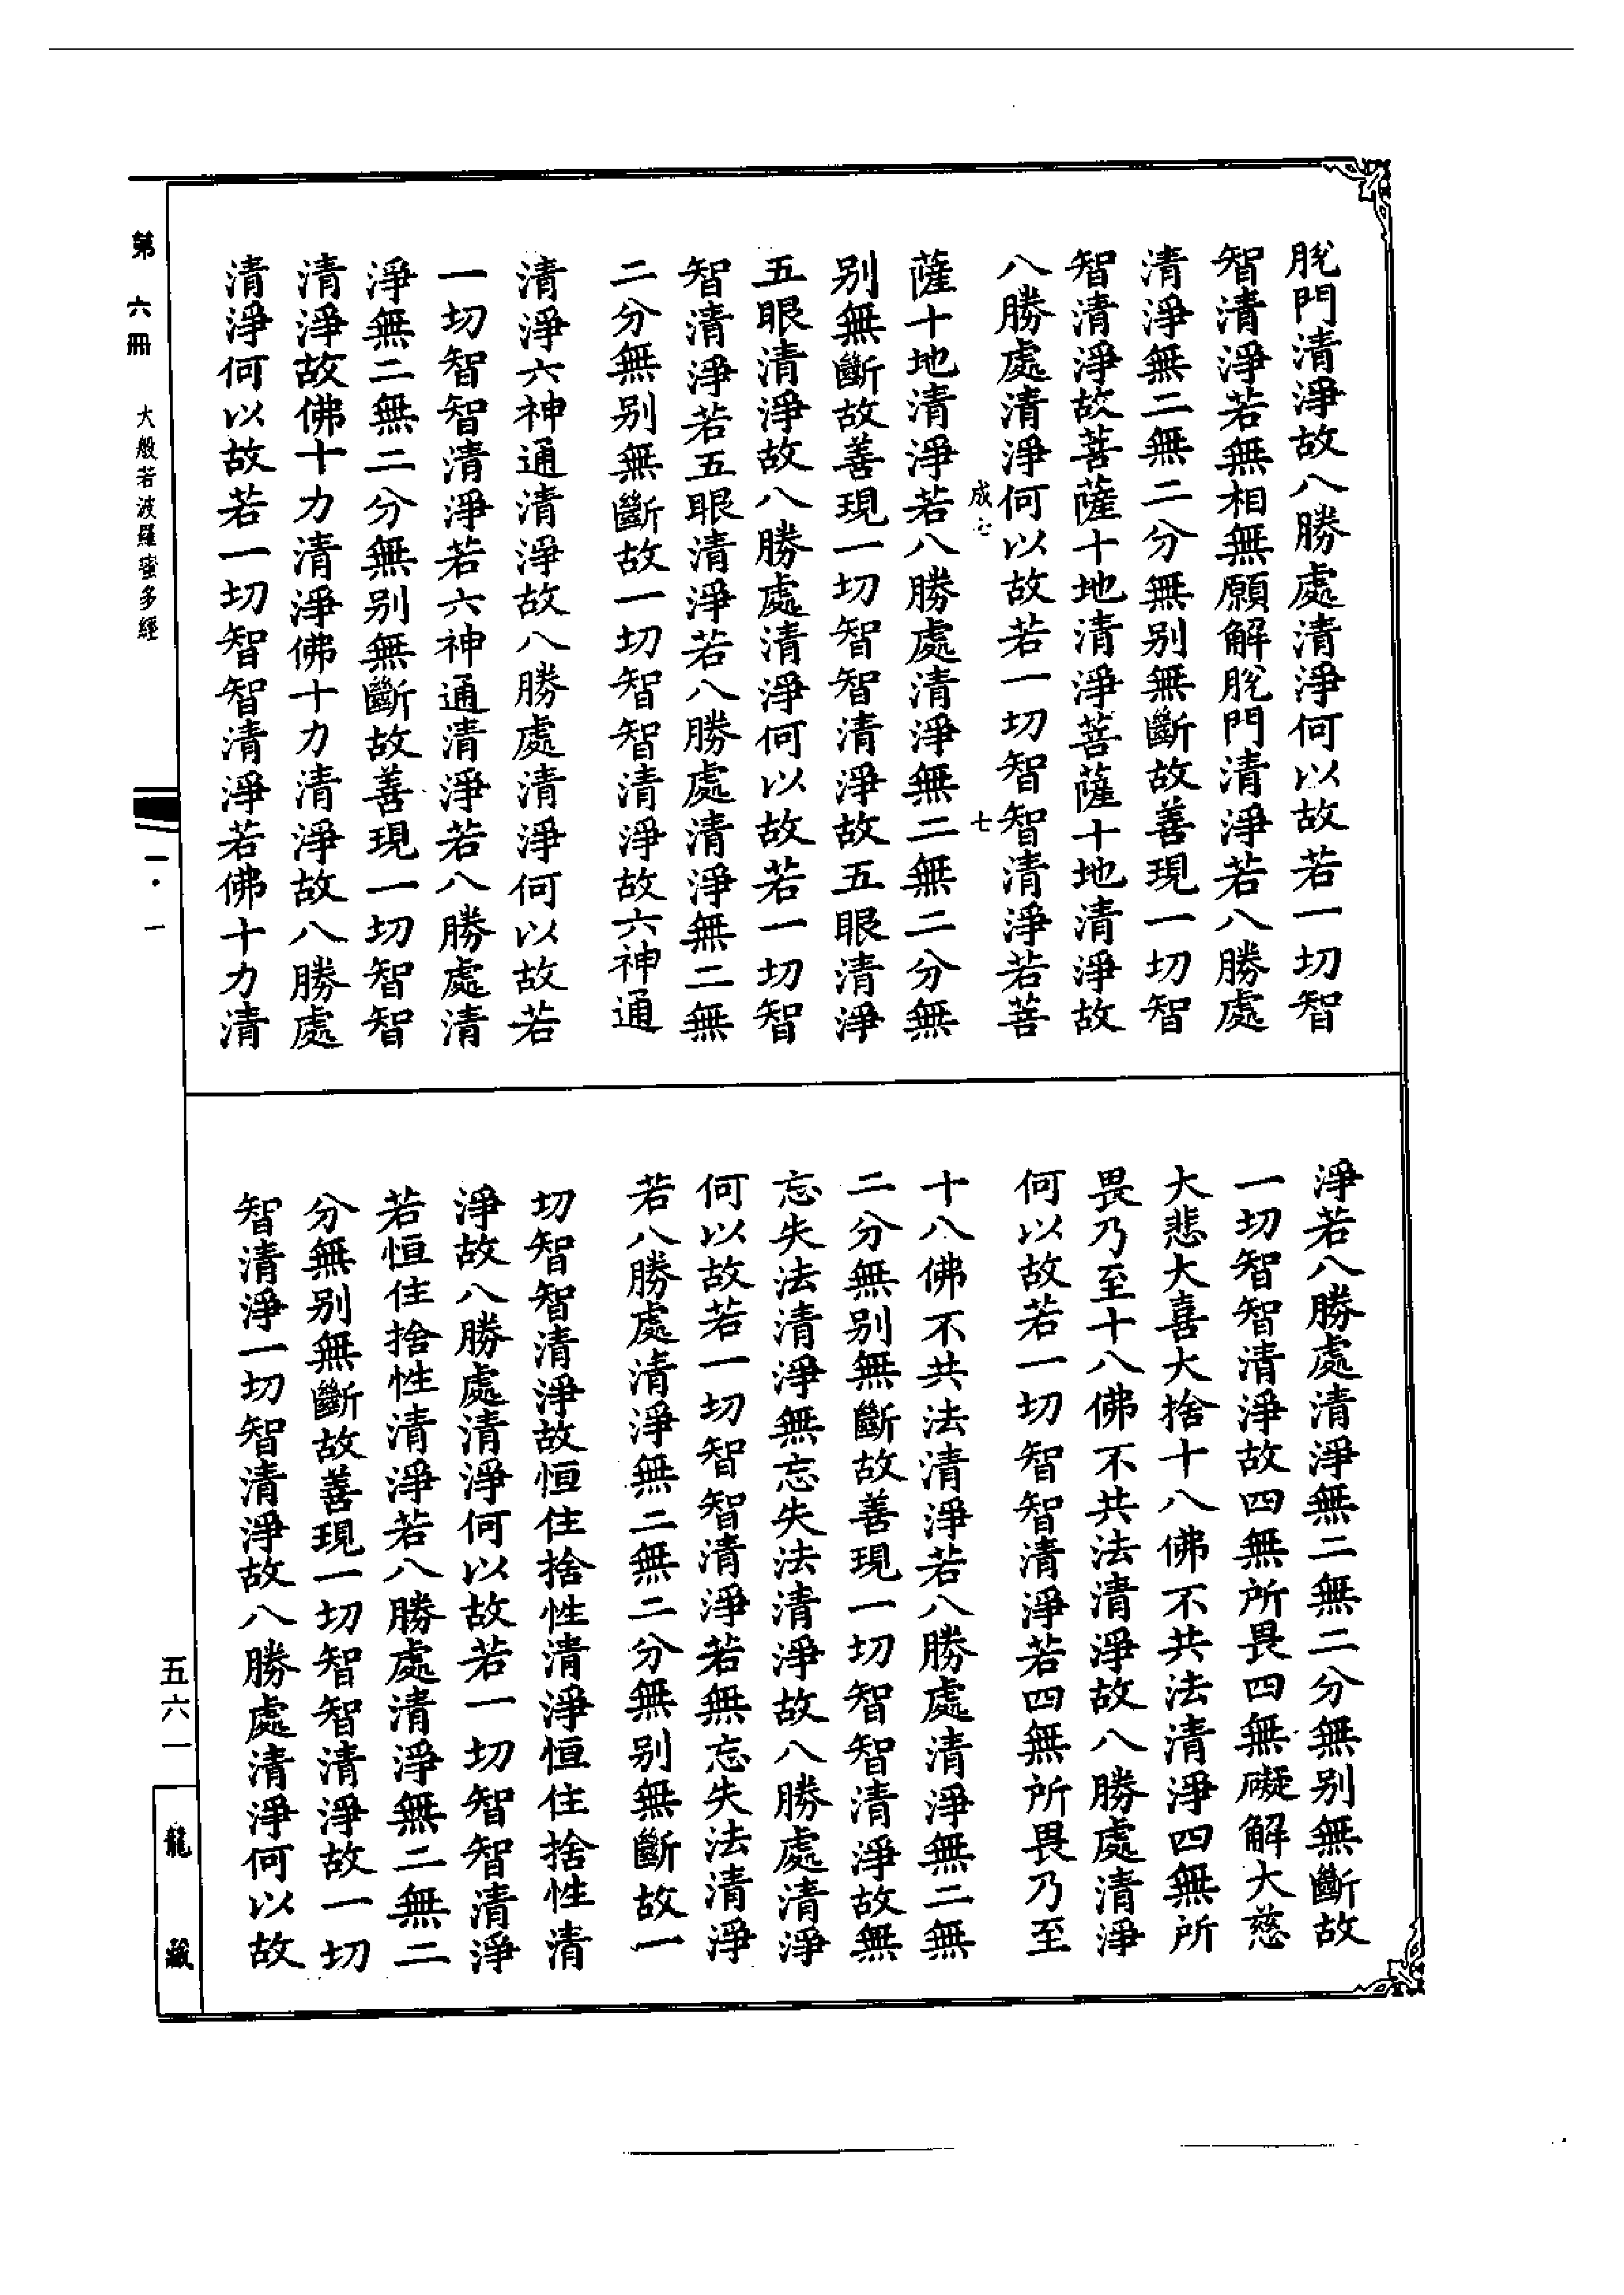 脫門清淨故八勝處清淨何以故若一切智
智清淨若無相無願解脫門清淨若八勝處
清淨無二無二分無别無斷故善現一切智
智清淨故菩薩十地清淨菩薩十地清淨故
八勝處清淨何以故若一切智智清淨若菩
成七 七
薩十地清淨若八勝處清淨無二無二分無
别無斷故善現一切智智清淨故五眼清淨
五眼清淨故八勝處清淨何以故若一切智
智清淨若五眼清淨若八勝處清淨無二無
二分無别無斷故一切智智清淨故六神通
清淨六神通清淨故八勝處清淨何以故若
一切智智清淨若六神通清淨若八勝處清
淨無二無二分無别無斷故善現一切智智
清淨故佛十力清淨佛十力清淨故八勝處
清淨何以故若一切智智清淨若佛十力清
淨若八勝處清淨無二無二分無别無斷故
一切智智清淨故四無所畏四無礙解大慈
大悲大喜大捨十八佛不共法清淨四無所
畏乃至十八佛不共法清淨故八勝處清淨
何以故若一切智智清淨若四無所畏乃至
十八佛不共法清淨若八勝處清淨無二無
二分無别無斷故善現一切智智清淨故無
忘失法清淨無忘失法清淨故八勝處清淨
何以故若一切智智清淨若無忘失法清淨
若八勝處清淨無二無二分無别無斷故一
切智智清淨故恒住捨性清淨恒住捨性清
淨故八勝處清淨何以故若一切智智清淨
若恒住捨性清淨若八勝處清淨無二無二
分無别無斷故善現一切智智清淨故一切
智清淨一切智清淨故八勝處清淨何以故
第六冊 大般若波羅蜜多經 一·一 五六一 龍藏